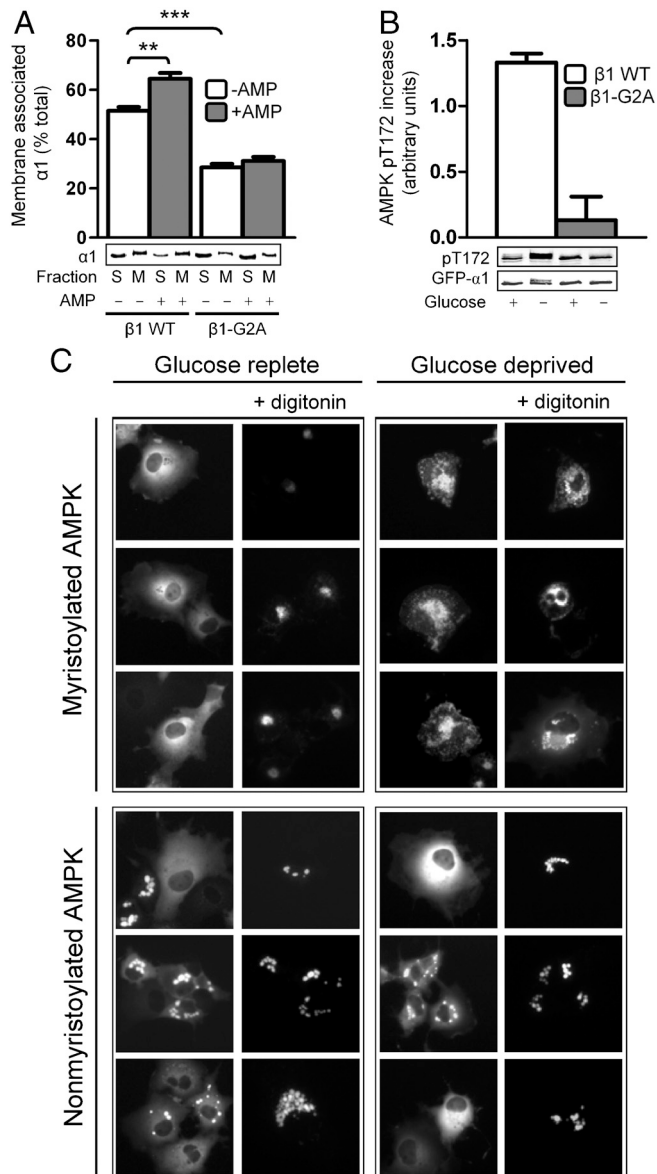 A
***
**
80
60
40
20
0
Membrane associated
α1 (% total)
-AMP
+AMP
α1
Fraction S M S M S M S M
AMP - - + + - - + +
β1 WT β1-G2A
B
1.5
1.0
0.5
0.0
AMPK pT172 increase
(arbitrary units)
β1 WT
β1-G2A
pT172
GFP-α1
Glucose + - + -
C
Glucose replete Glucose deprived
+ digitonin + digitonin
Myristoylated AMPK
Nonmyristoylated AMPK